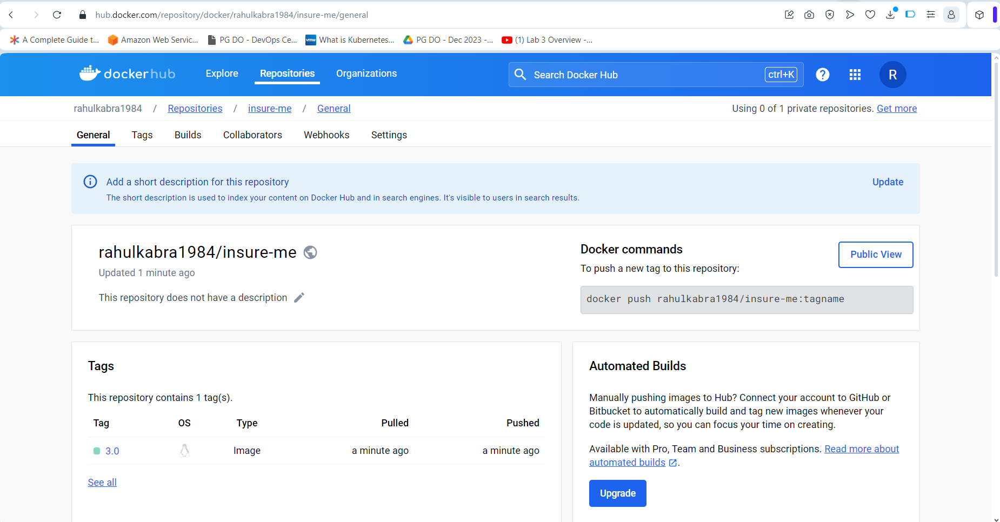 hub.docker.com/repository/docker/rahulkabra1984/insure-me/general
A Complete Guide t... Amazon Web Servic... PG DO - DevOps Ce... vmw What is Kubernetes... PG DO - Dec 2023 -... (1) Lab 3 Overview -...
dockerhub Explore Repositories Organizations Search Docker Hub ctrl+K ? R
rahulkabra1984 / Repositories / insure-me / General Using 0 of 1 private repositories. Get more
General Tags Builds Collaborators Webhooks Settings
Add a short description for this repository Update
The short description is used to index your content on Docker Hub and in search engines. It's visible to users in search results.
rahulkabra1984/insure-me
Updated 1 minute ago
This repository does not have a description
Docker commands
Public View
To push a new tag to this repository:
docker push rahulkabra1984/insure-me:tagname
Tags
This repository contains 1 tag(s).
Tag OS Type Pulled Pushed
3.0 Image a minute ago a minute ago
See all
Automated Builds
Manually pushing images to Hub? Connect your account to GitHub or
Bitbucket to automatically build and tag new images whenever your
code is updated, so you can focus your time on creating.
Available with Pro, Team and Business subscriptions. Read more about
automated builds .
Upgrade